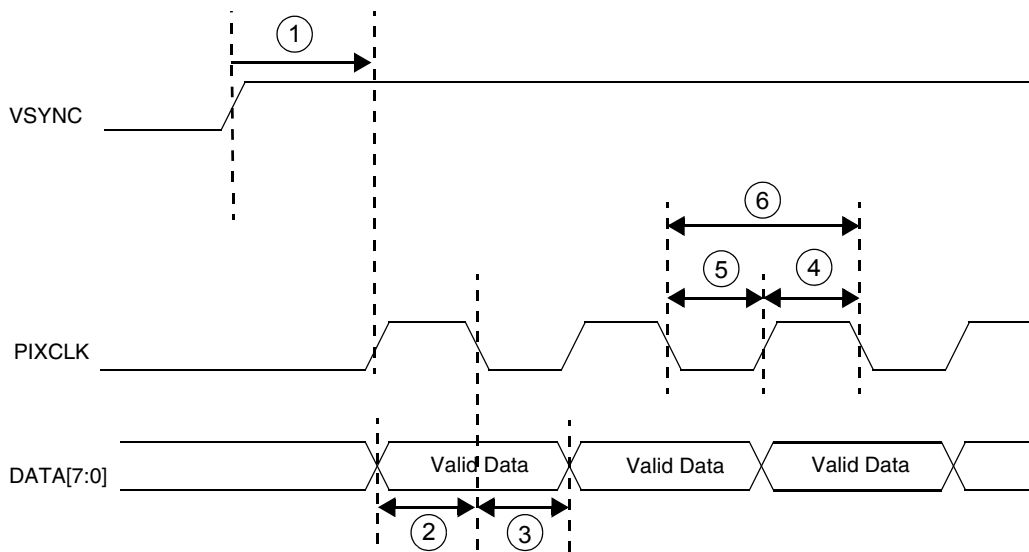 1
VSYNC
6
5
4
PIXCLK
DATA[7:0]
Valid Data
Valid Data
Valid Data
2
3